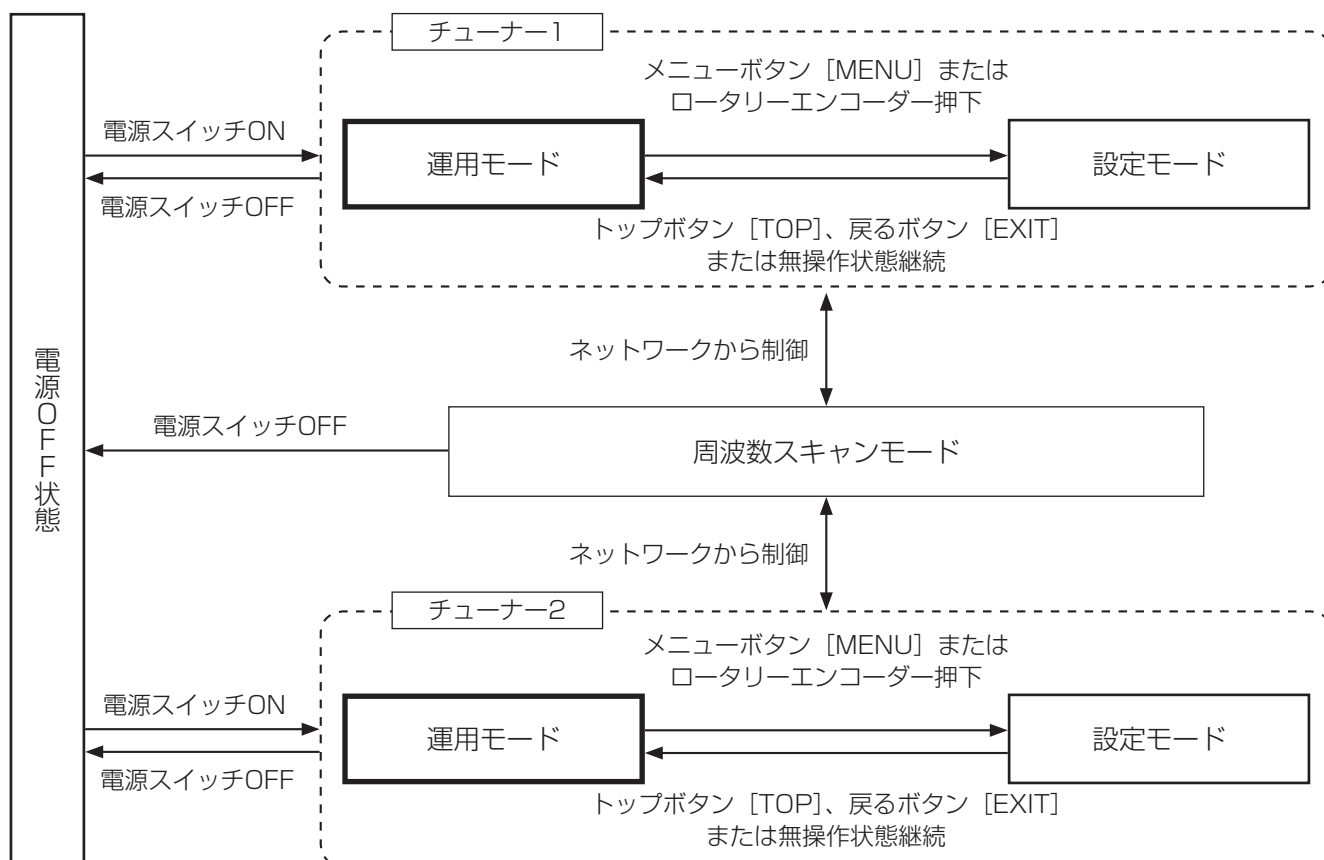 チューナー1
メニューボタン［MENU］または
ロータリーエンコーダー押下
電源スイッチON
運用モード
設定モード
電源スイッチOFF
トップボタン［TOP］、戻るボタン［EXIT］
または無操作状態継続
ネットワークから制御
電源OFF状態
電源スイッチOFF
周波数スキャンモード
ネットワークから制御
チューナー2
メニューボタン［MENU］または
ロータリーエンコーダー押下
電源スイッチON
運用モード
設定モード
電源スイッチOFF
トップボタン［TOP］、戻るボタン［EXIT］
または無操作状態継続